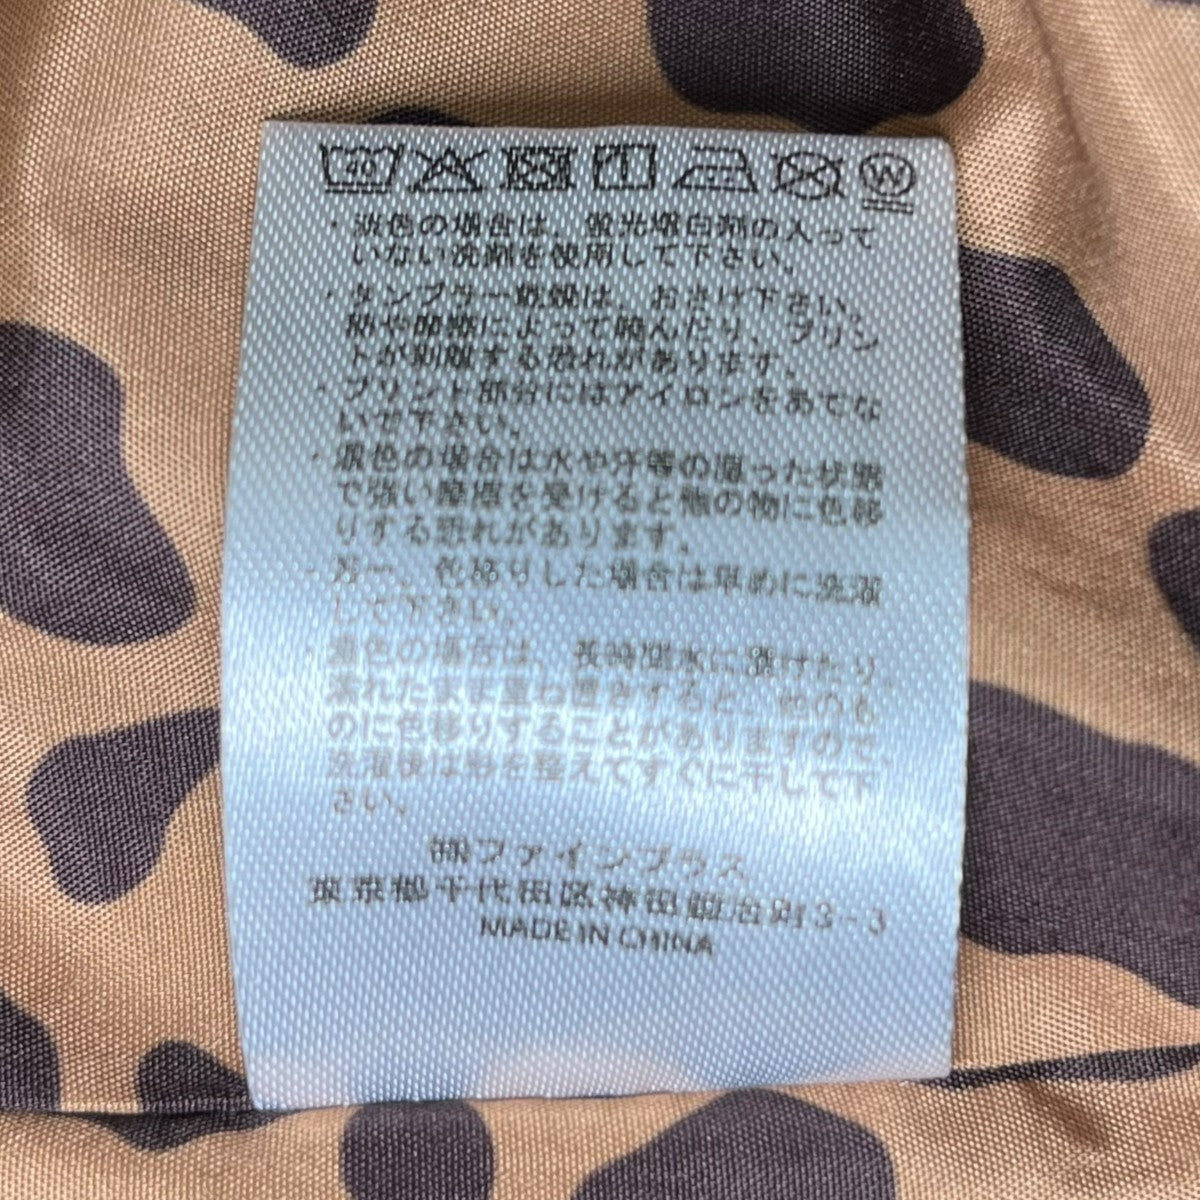 40 W
・淡色の場合は、蛍光増白剤の入って
いない洗剤を使用して下さい。
・タンブラー乾燥は、おさけ下さい。
熱や摩擦によって縮んだり、プリン
トが剥離する恐れがあります。
・プリント部分にはアイロンをあてな
いで下さい。
・濃色の場合は水や汗等の湿った状態
で強い摩擦を受けると他の物に色移
りする恐れがあります。
・万一、色移りした場合は早めに洗濯
して下さい。
・濃色の場合は、長時間水に漬けたり、
濡れたまま重ね置きすると、他のも
のに色移りすることがありますので、
洗濯後は形を整えてすぐに干して下
さい。
㈱ファインプラス
東京都千代田区神田鍛冶町3-3
MADE IN CHINA